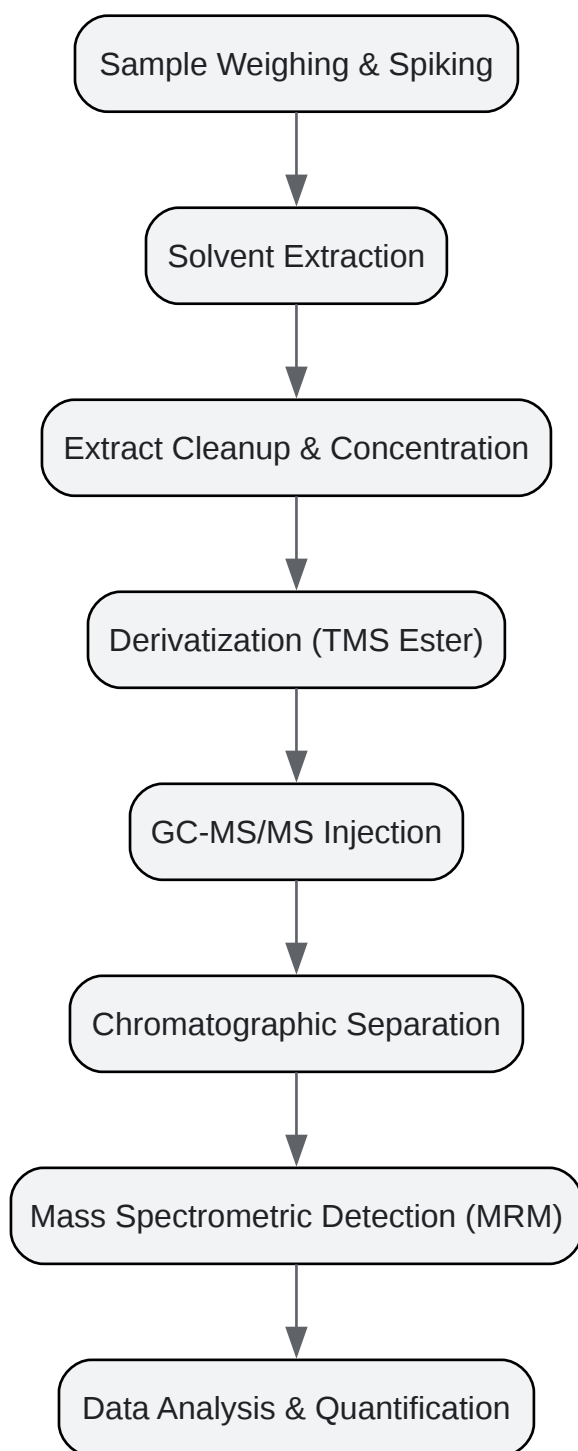 Sample Weighing & Spiking
Solvent Extraction
Extract Cleanup & Concentration
Derivatization (TMS Ester)
GC-MS/MS Injection
Chromatographic Separation
Mass Spectrometric Detection (MRM)
Data Analysis & Quantification